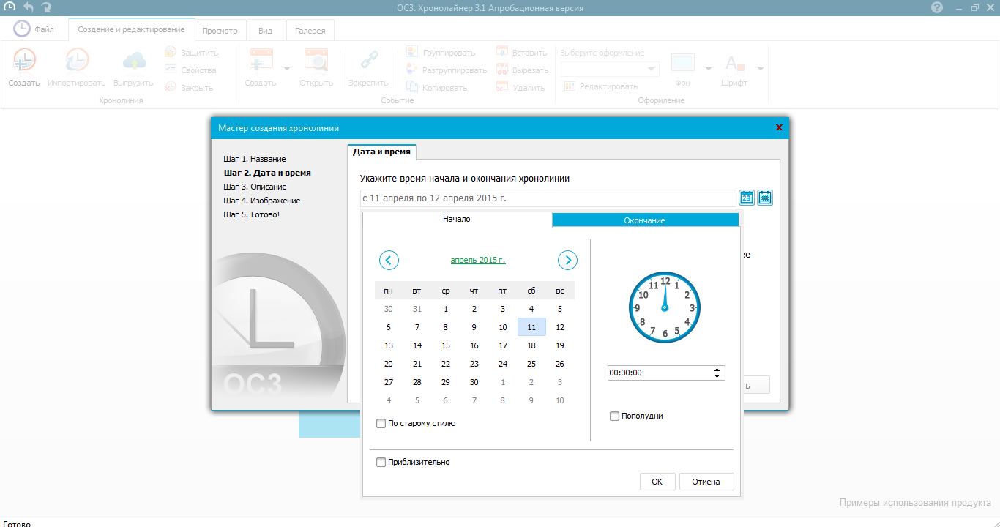 ОС3. Хронолайнер 3.1 Апробационная версия
Файл
Создание и редактирование
Просмотр
Вид
Галерея
Создать
Импортировать
Выгрузить
Защитить
Свойства
Закрыть
Хронолиния
Создать
Открыть
Закрепить
Группировать
Разгруппировать
Копировать
Вставить
Вырезать
Удалить
Событие
Выберите оформление
Редактировать
Фон
Шрифт
Оформление
Мастер создания хронолинии
Шаг 1. Название
Шаг 2. Дата и время
Шаг 3. Описание
Шаг 4. Изображение
Шаг 5. Готово!
ОС3
Дата и время
Укажите время начала и окончания хронолинии
с 11 апреля по 12 апреля 2015 г.
23
Начало
Окончание
ее
апрель 2015 г.
пн вт ср чт пт сб вс
30 31 1 2 3 4 5
6 7 8 9 10 11 12
13 14 15 16 17 18 19
20 21 22 23 24 25 26
27 28 29 30 1 2 3
4 5 6 7 8 9 10
По старому стилю
12 1 2 3 4 5 6 7 8 9 10 11
00:00:00
Пополудни
ть
Приблизительно
ОК
Отмена
Примеры использования продукта
Готово